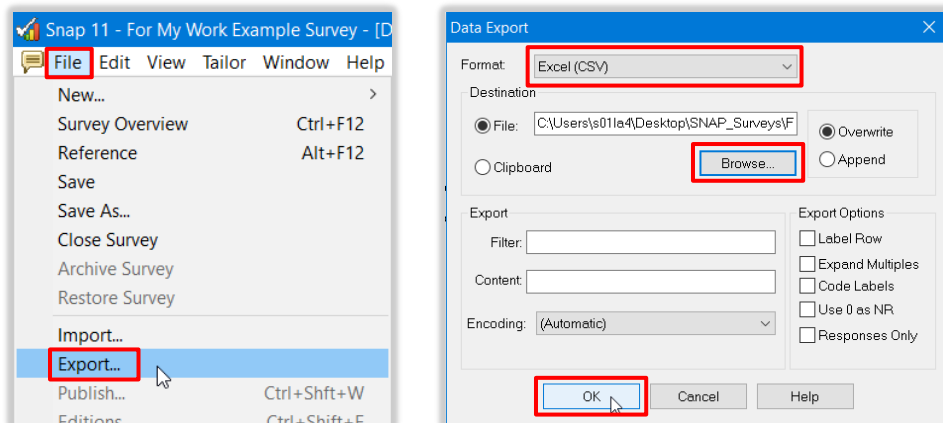 Snap 11 - For My Work Example Survey - [D
File Edit View Tailor Window Help
New...
Survey Overview Ctrl+F12
Reference Alt+F12
Save
Save As...
Close Survey
Archive Survey
Restore Survey
Import...
Export...
Publish... Ctrl+Shft+W
Editions Ctrl+Shift+E
Data Export
Format: Excel (CSV)
Destination
File: C:\Users\s01la4\Desktop\SNAP_Surveys\F
Overwrite
Clipboard
Browse...
Append
Export
Filter:
Content:
Encoding: (Automatic)
Export Options
Label Row
Expand Multiples
Code Labels
Use 0 as NR
Responses Only
OK Cancel Help